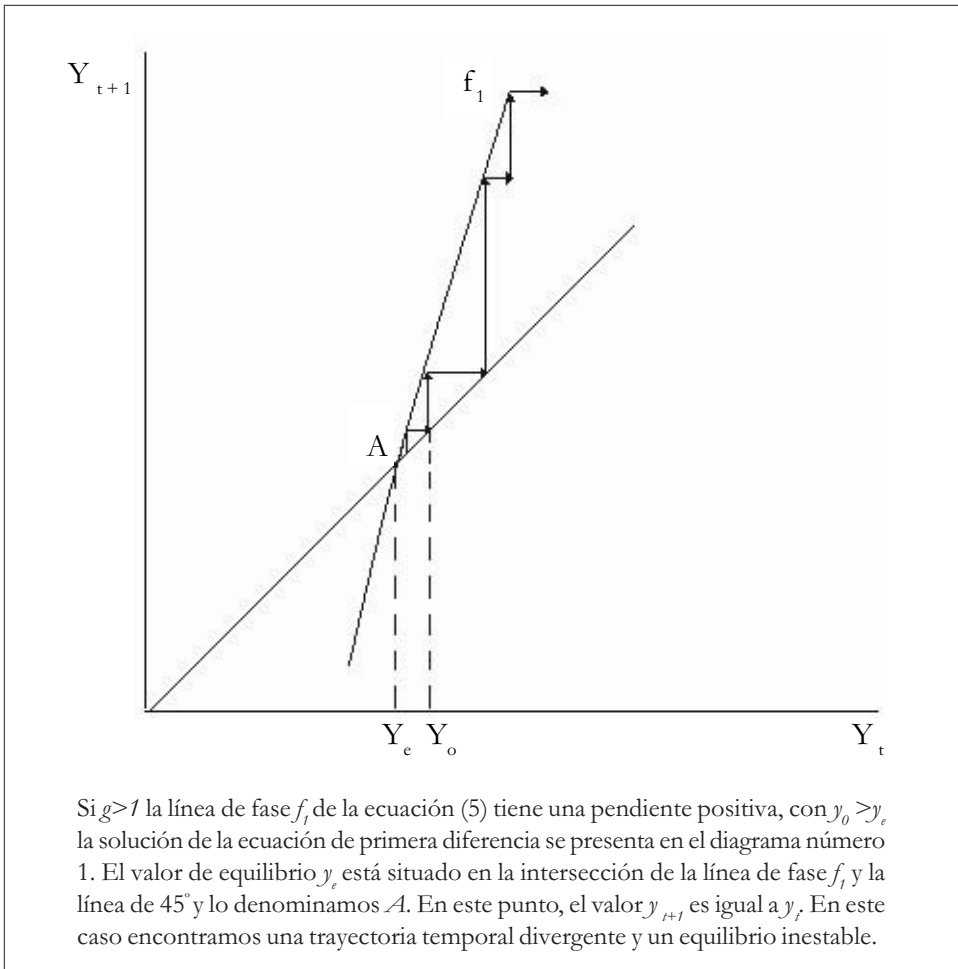 Y t+1
f1
A
Ye Yo Yt
Si g>1 la línea de fase f1 de la ecuación (5) tiene una pendiente positiva, con y0 >ye
la solución de la ecuación de primera diferencia se presenta en el diagrama número
1. El valor de equilibrio ye está situado en la intersección de la línea de fase f1 y la
línea de 45° y lo denominamos A. En este punto, el valor y t+1 es igual a yt. En este
caso encontramos una trayectoria temporal divergente y un equilibrio inestable.